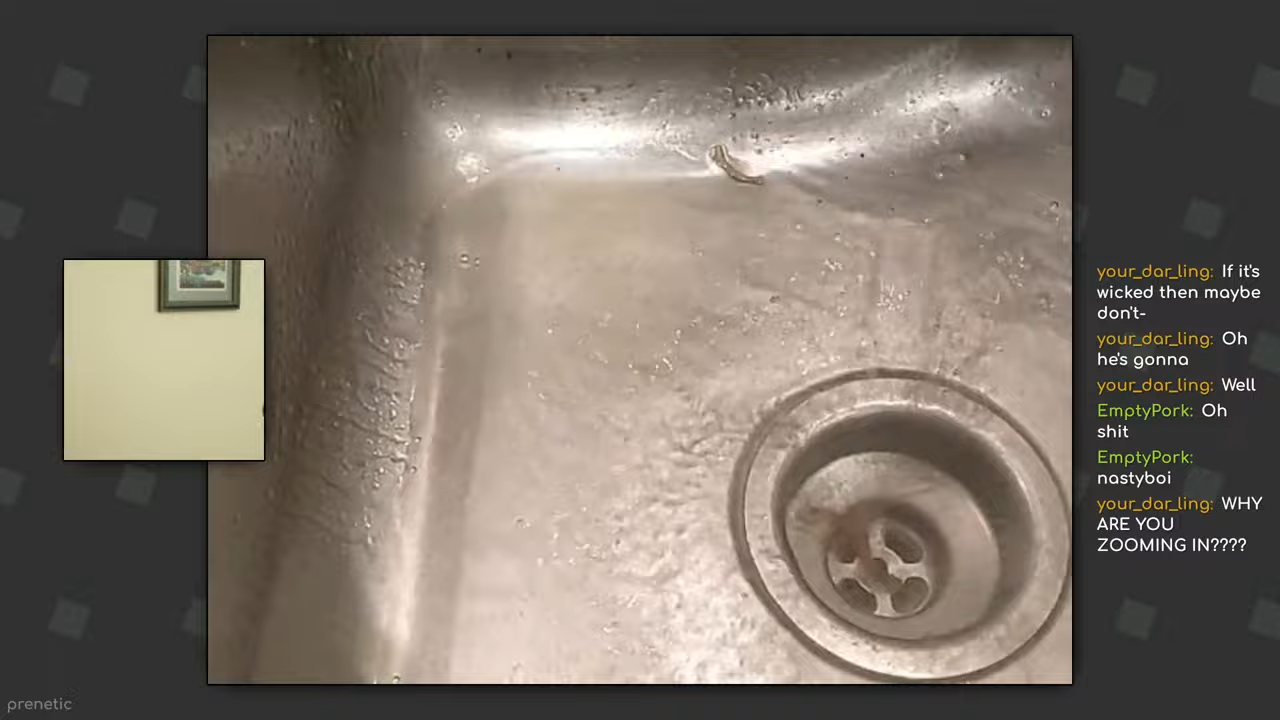 your_dar_ling: If it's
wicked then maybe
don't-
your_dar_ling: Oh
he's gonna
your_dar_ling: Well
EmptyPork: Oh
shit
EmptyPork:
nastyboi
your_dar_ling: WHY
ARE YOU
ZOOMING IN????
prenetic